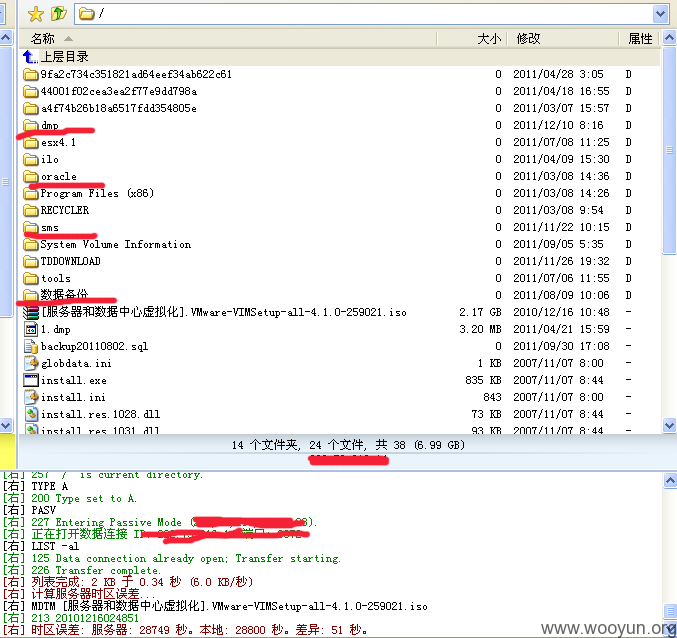 /
名称 大小 修改 属性
上层目录
9fa2c734c351821ad64eef34ab622c61 0 2011/04/28 3:05 D
44001f02cea3ea2f77e9dd798a 0 2011/04/18 16:55 D
a4f74b26b18a6517fdd354805e 0 2011/03/07 15:57 D
dmp 0 2011/12/10 8:16 D
esx4.1 0 2011/07/08 11:25 D
ilo 0 2011/04/09 15:30 D
oracle 0 2011/03/08 14:36 D
Program Files (x86) 0 2011/03/08 14:26 D
RECYCLER 0 2011/03/08 9:54 D
sms 0 2011/11/22 10:15 D
System Volume Information 0 2011/09/05 5:35 D
TDDOWNLOAD 0 2011/11/26 19:32 D
tools 0 2011/07/06 11:55 D
数据备份 0 2011/08/09 10:06 D
[服务器和数据中心虚拟化].VMware-VIMSetup-all-4.1.0-259021.iso 2.17 GB 2010/12/16 10:48 -
1.dmp 3.20 MB 2011/04/21 15:59 -
backup20110802.sql 0 2011/09/30 17:08 -
globdata.ini 1 KB 2007/11/07 8:00 -
install.exe 835 KB 2007/11/07 8:44 -
install.ini 843 2007/11/07 8:00 -
install.res.1028.dll 73 KB 2007/11/07 8:44 -
install.res.1031.dll 93 KB 2007/11/07 8:44 -
14 个文件夹, 24 个文件, 共 38 (6.99 GB)
[右] 257 "/" is current directory.
[右] TYPE A
[右] 200 Type set to A.
[右] PASV
[右] 227 Entering Passive Mode (
[右] 正在打开数据连接
[右] LIST -al
[右] 125 Data connection already open; Transfer starting.
[右] 226 Transfer complete.
[右] 列表完成: 2 KB 于 0.34 秒 (6.0 KB/秒)
[右] 计算服务器时区误差...
[右] MDTM [服务器和数据中心虚拟化].VMware-VIMSetup-all-4.1.0-259021.iso
[右] 213 20101216024851
[右] 时区误差: 服务器: 28749 秒。本地: 28800 秒。差异: 51 秒。
www.wooyun.org